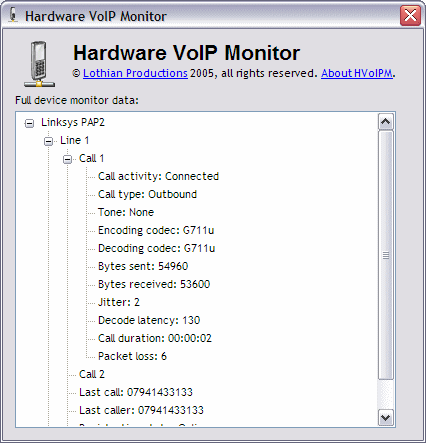 Hardware VoIP Monitor
Hardware VoIP Monitor
© Lothian Productions 2005, all rights reserved. About HVoIPM.
Full device monitor data:
Linksys PAP2
Line 1
Call 1
Call activity: Connected
Call type: Outbound
Tone: None
Encoding codec: G711u
Decoding codec: G711u
Bytes sent: 54960
Bytes received: 53600
Jitter: 2
Decode latency: 130
Call duration: 00:00:02
Packet loss: 6
Call 2
Last call: 07941433133
Last caller: 07941433133